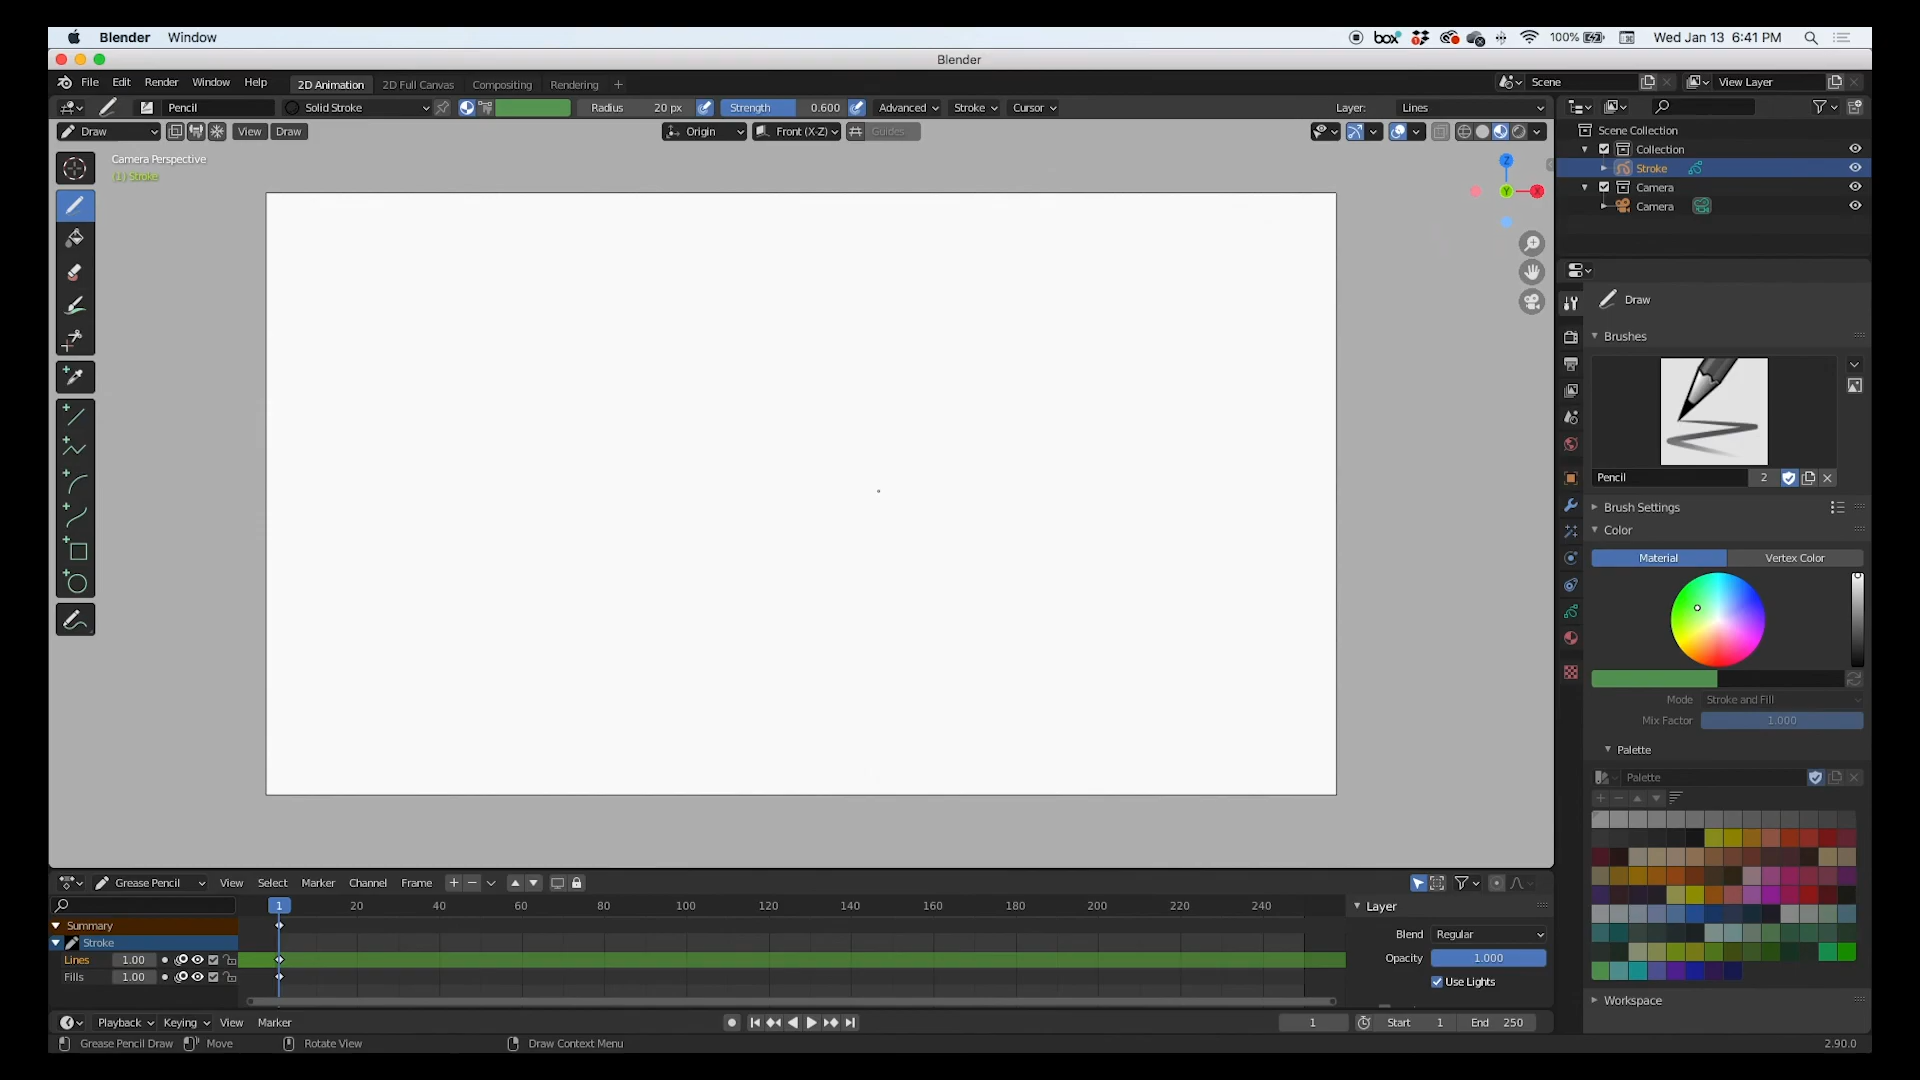 Blender Window box 100% Wed Jan 13 6:41 PM
Blender
File Edit Render Window Help 2D Animation 2D Full Canvas Compositing Rendering + Scene View Layer
Pencil Solid Stroke Radius 20 px Strength 0.600 Advanced Stroke Cursor Layer: Lines
Draw View Draw Origin Front (X-Z) Guides
Scene Collection
Collection
Stroke
Camera
Camera
Camera Perspective
(1) Stroke
Z
Y X
Draw
Brushes
Pencil 2
Brush Settings
Color
Material Vertex Color
Mode Stroke and Fill
Mix Factor 1.000
Palette
Palette
Workspace
Grease Pencil View Select Marker Channel Frame
1 20 40 60 80 100 120 140 160 180 200 220 240
Summary
Stroke
Lines 1.00
Fills 1.00
Layer
Blend Regular
Opacity 1.000
Use Lights
Playback Keying View Marker 1 Start 1 End 250
Grease Pencil Draw Move Rotate View Draw Context Menu 2.90.0